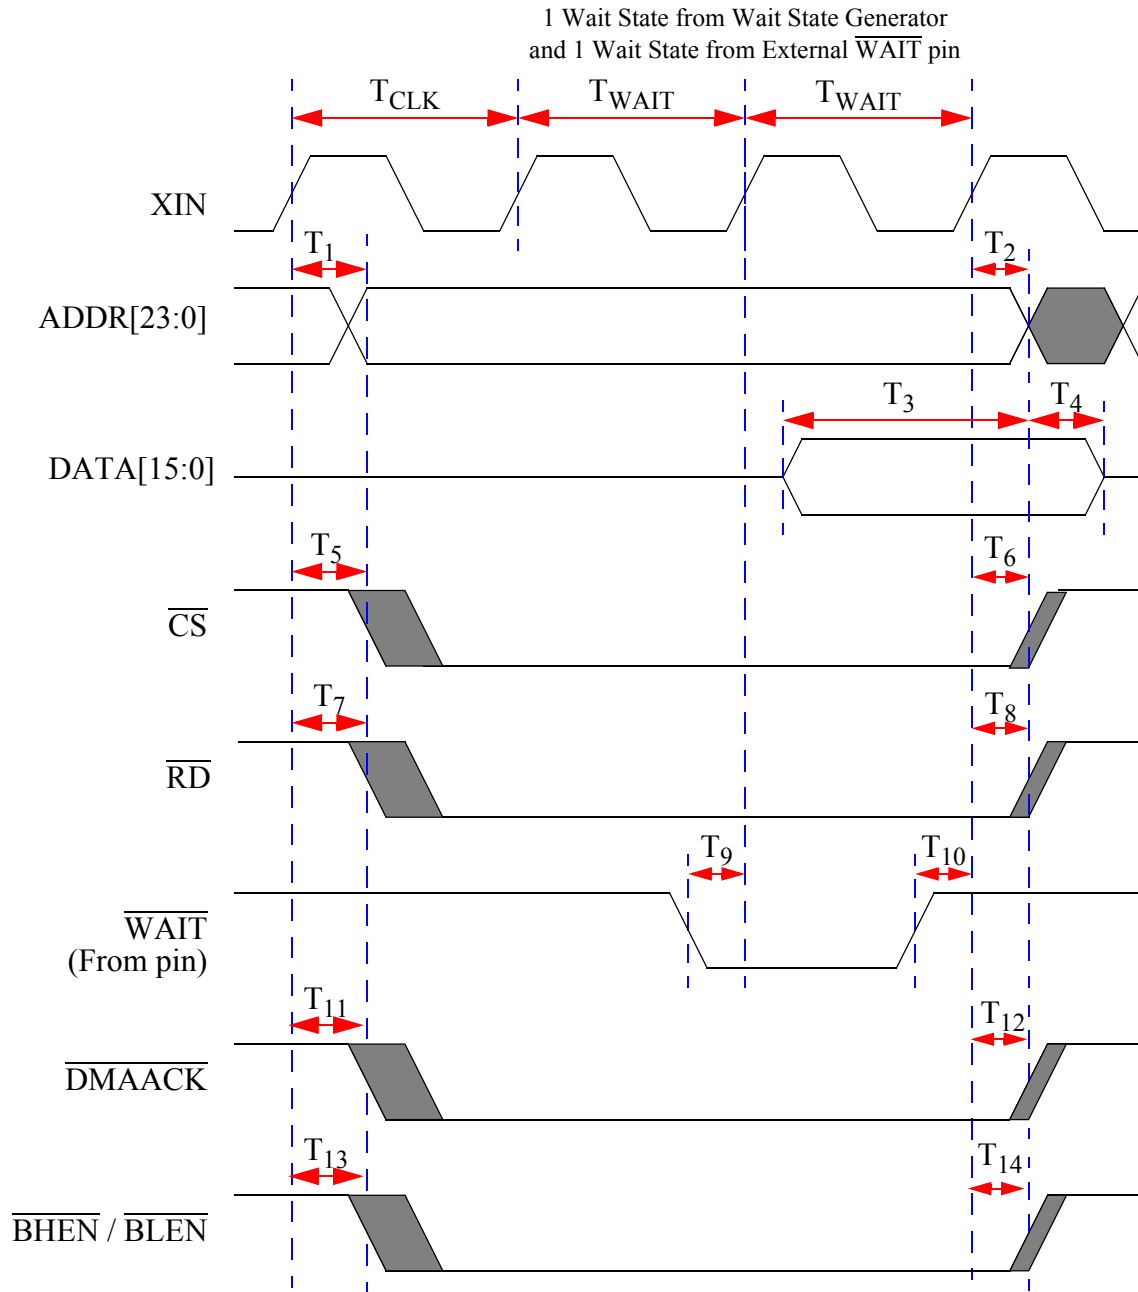 1 Wait State from Wait State Generator
and 1 Wait State from External WAIT pin
TCLK TWAIT TWAIT
XIN
T1 T2
ADDR[23:0]
T3 T4
DATA[15:0]
T5 T6
CS
T7 T8
RD
T9 T10
WAIT
(From pin)
T11 T12
DMAACK
T13 T14
BHEN / BLEN